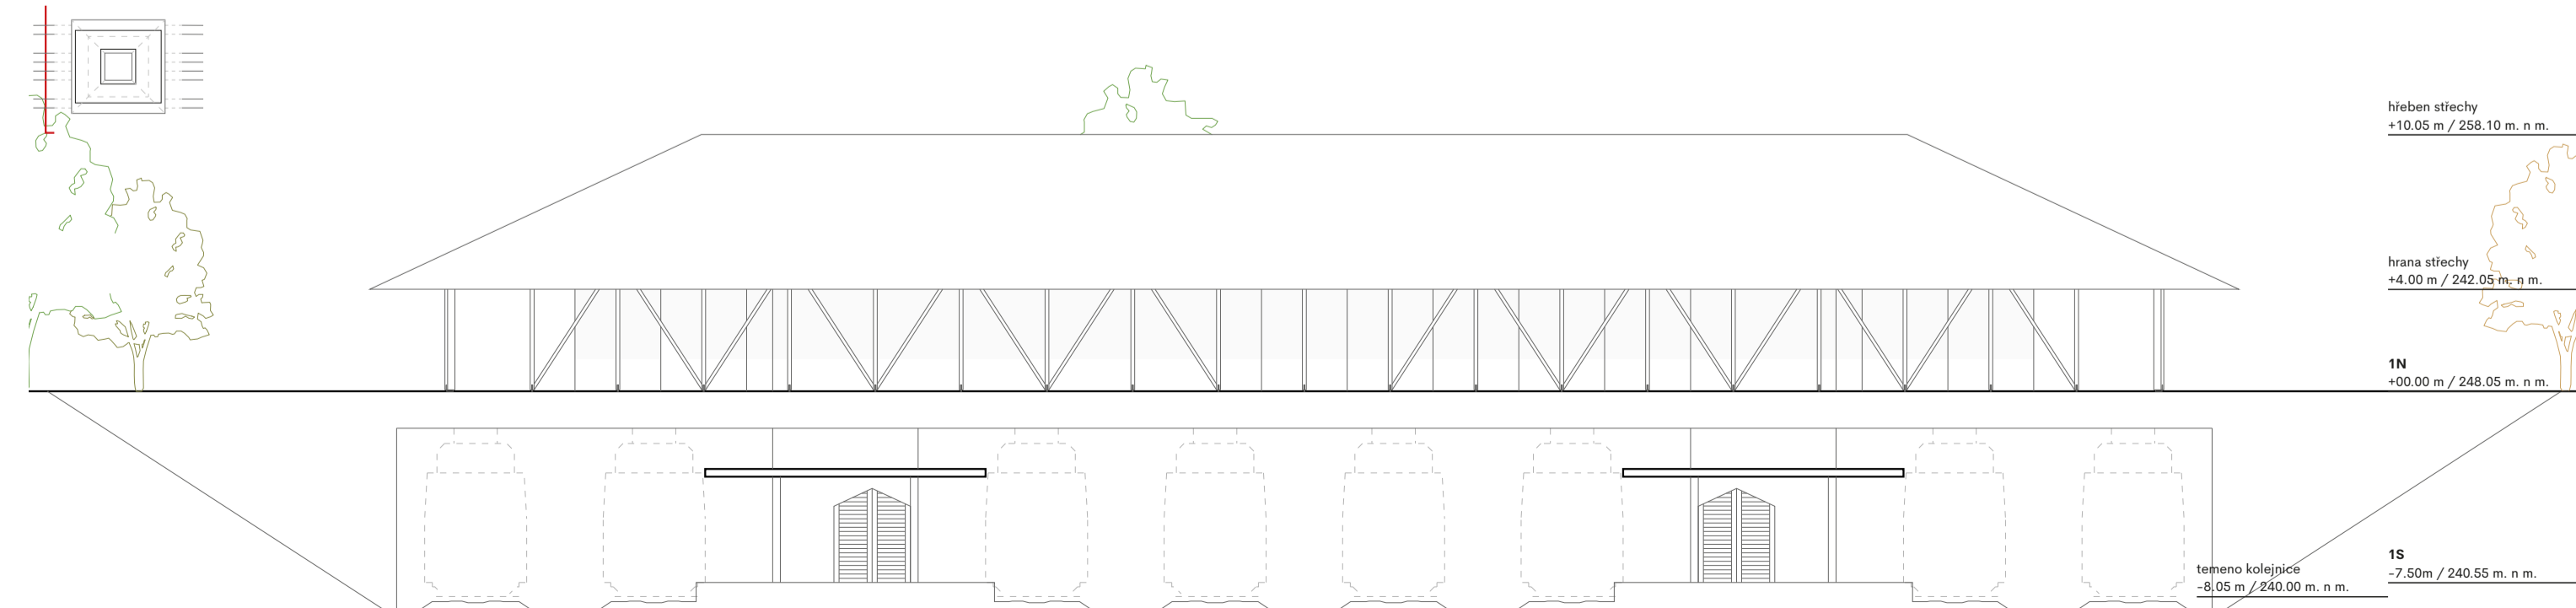 hřeben střechy
+10.05 m / 258.10 m. n m.
hrana střechy
+4.00 m / 242.05 m. n m.
1N
+00.00 m / 248.05 m. n m.
1S
-7.50m / 240.55 m. n m.
temeno kolejnice
-8.05 m / 240.00 m. n m.